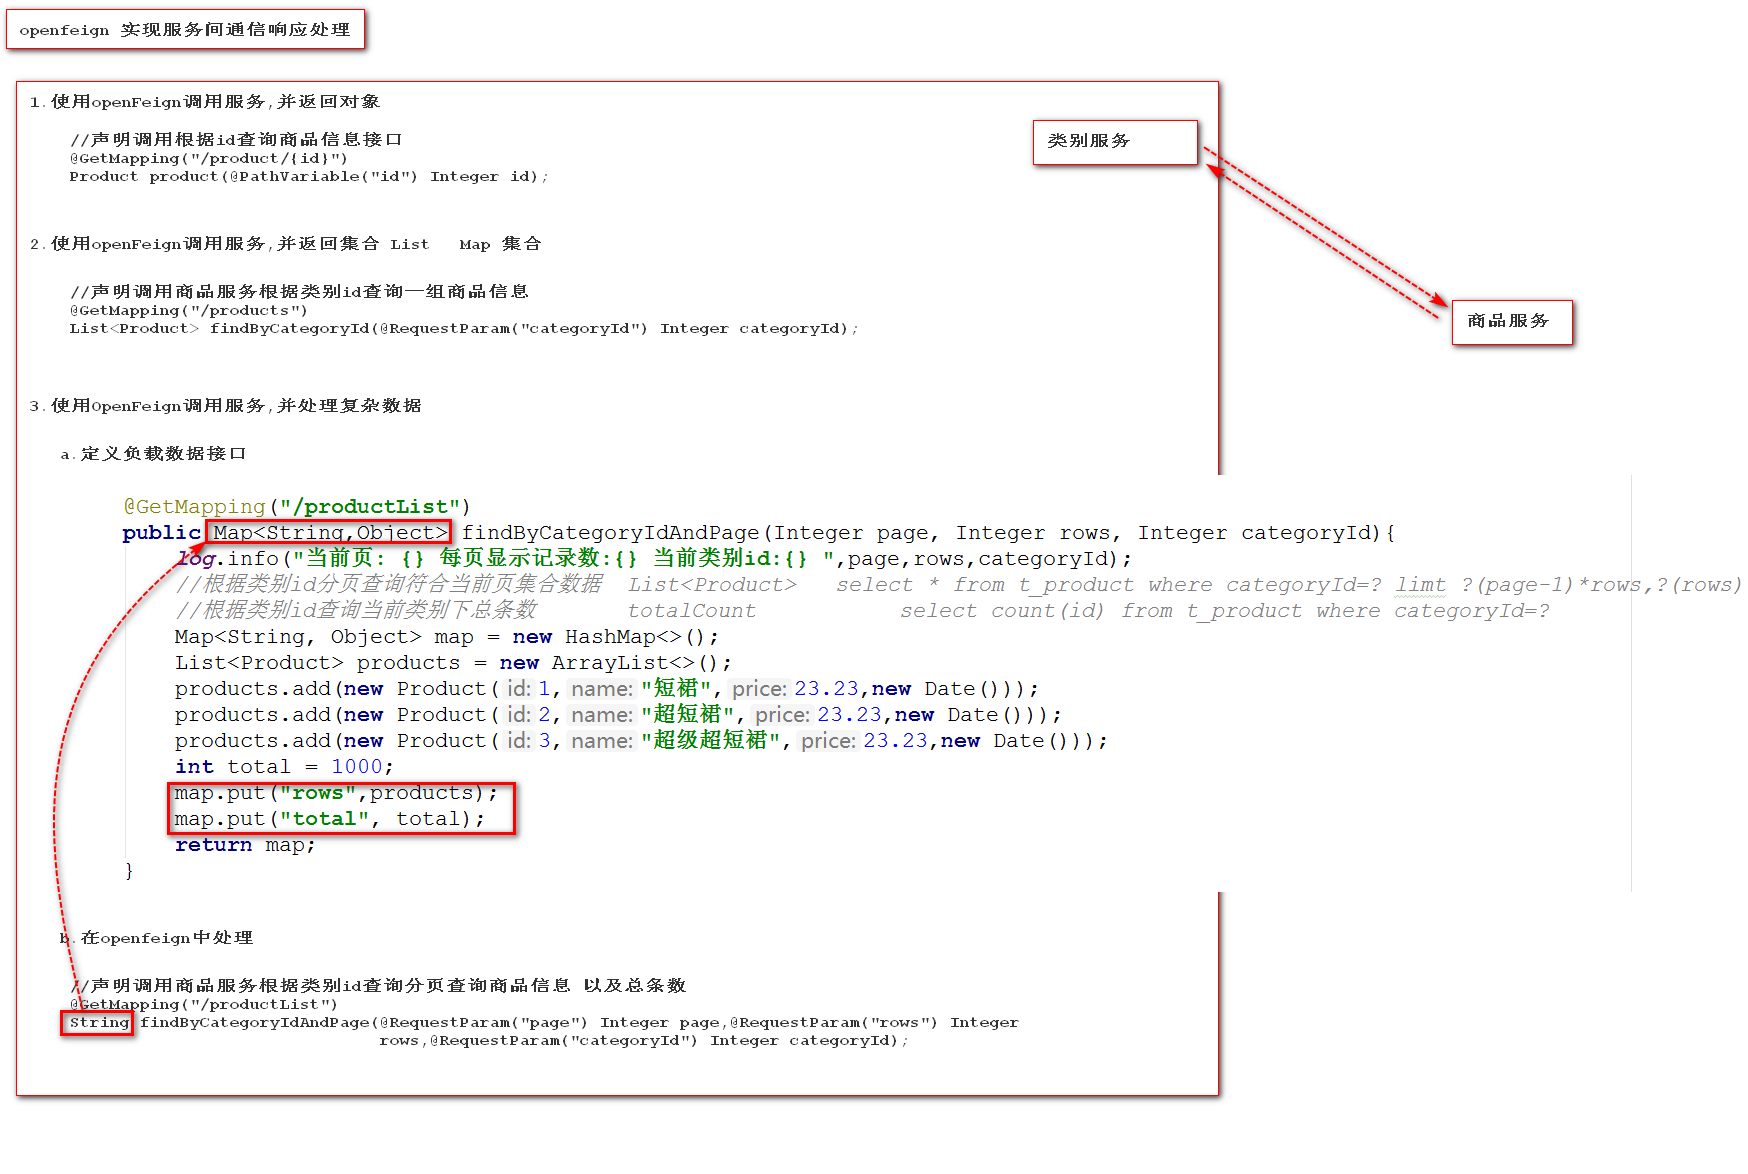 openfeign 实现服务间通信响应处理
1.使用openFeign调用服务,并返回对象
//声明调用根据id查询商品信息接口
@GetMapping("/product/{id}")
Product product(@PathVariable("id") Integer id);
类别服务
商品服务
2.使用openFeign调用服务,并返回集合 List   Map 集合
//声明调用商品服务根据类别id查询一组商品信息
@GetMapping("/products")
List<Product> findByCategoryId(@RequestParam("categoryId") Integer categoryId);
3.使用OpenFeign调用服务,并处理复杂数据
a.定义负载数据接口
@GetMapping("/productList")
public Map<String,Object> findByCategoryIdAndPage(Integer page, Integer rows, Integer categoryId){
log.info("当前页: {} 每页显示记录数:{} 当前类别id:{} ",page,rows,categoryId);
//根据类别id分页查询符合当前页集合数据  List<Product>   select * from t_product where categoryId=? limt ?(page-1)*rows,?(rows)
//根据类别id查询当前类别下总条数       totalCount           select count(id) from t_product where categoryId=?
Map<String, Object> map = new HashMap<>();
List<Product> products = new ArrayList<>();
products.add(new Product( id: 1, name: "短裙", price: 23.23,new Date()));
products.add(new Product( id: 2, name: "超短裙", price: 23.23,new Date()));
products.add(new Product( id: 3, name: "超级超短裙", price: 23.23,new Date()));
int total = 1000;
map.put("rows",products);
map.put("total", total);
return map;
}
b.在openfeign中处理
//声明调用商品服务根据类别id查询分页查询商品信息 以及总条数
@GetMapping("/productList")
String findByCategoryIdAndPage(@RequestParam("page") Integer page,@RequestParam("rows") Integer
rows,@RequestParam("categoryId") Integer categoryId);